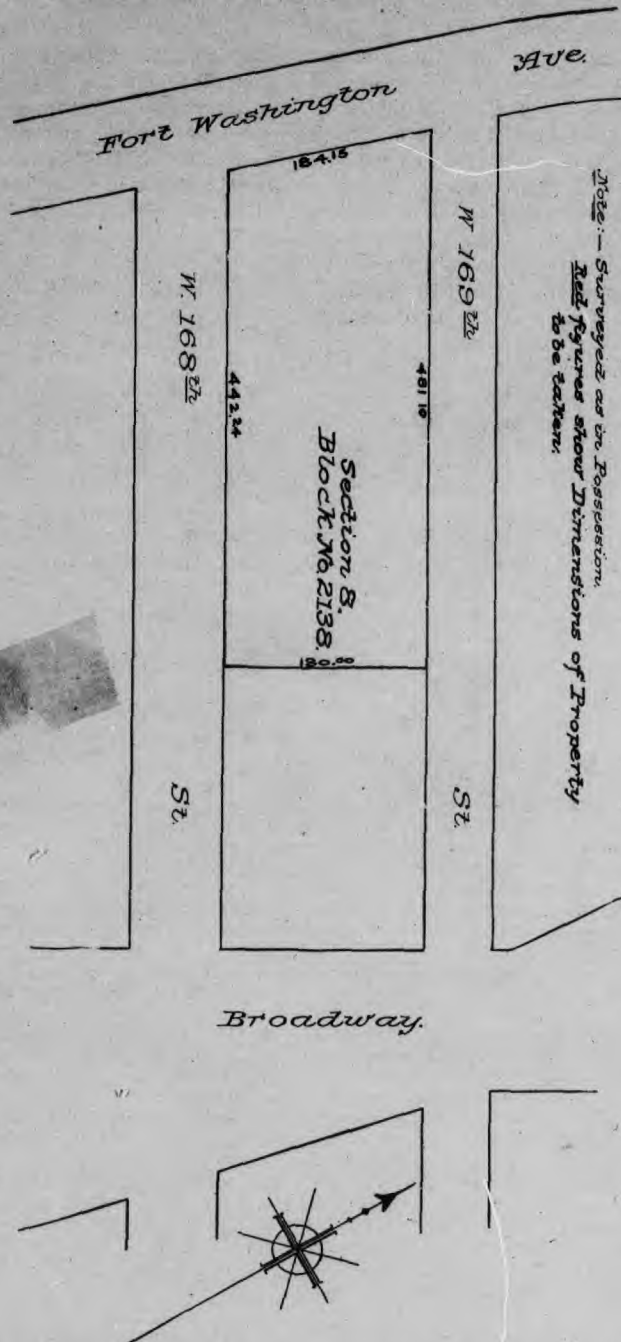 Ave.
Fort Washington
184.15
W. 168th
St.
W 169th
St.
442.24
481.10
Section 8.
Block No. 2138.
180.00
Note:— Surveyed as in Possession.
Red figures show Dimensions of Property
to be taken.
Broadway.